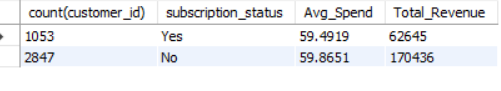 count(customer_id) subscription_status Avg_Spend Total_Revenue
1053 Yes 59.4919 62645
2847 No 59.8651 170436